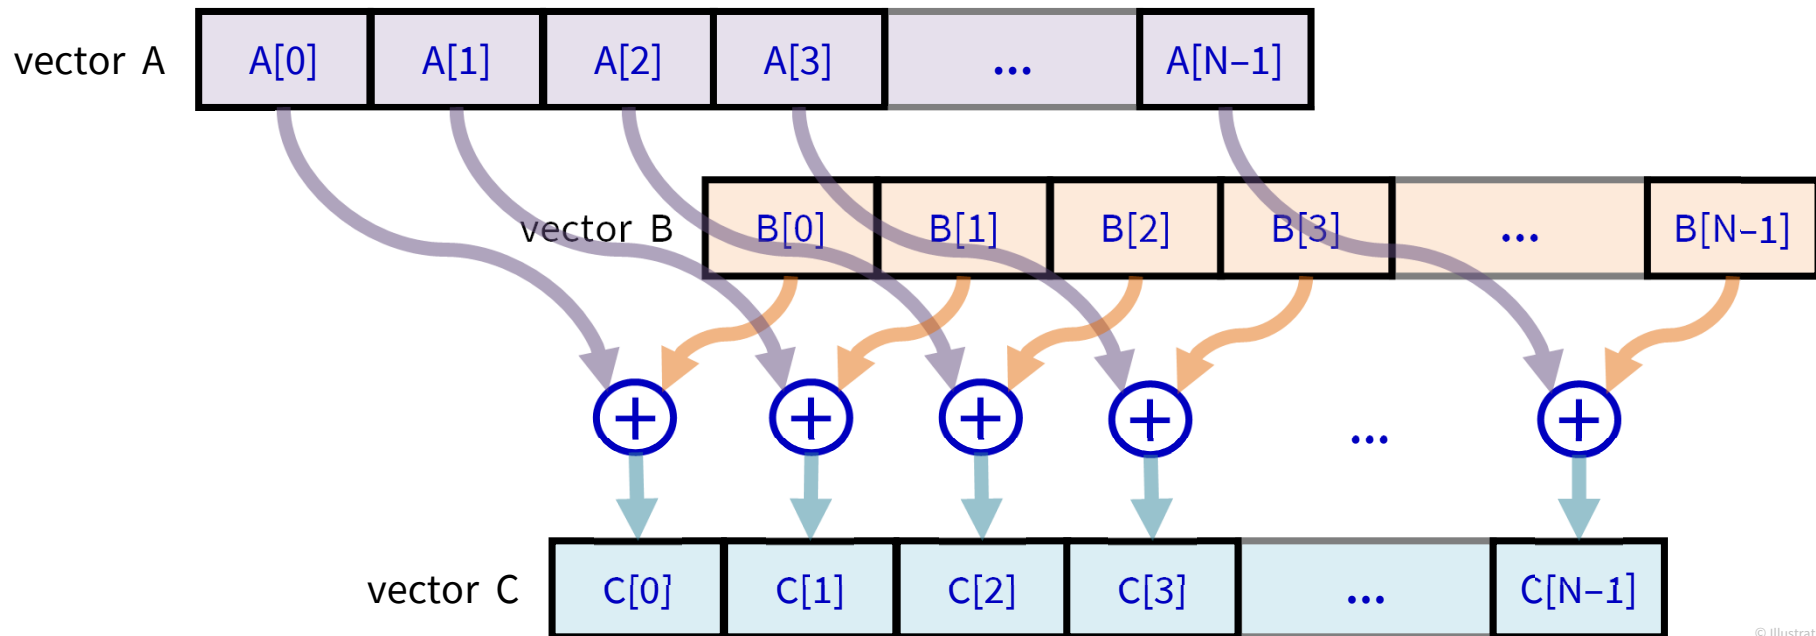 vector A A[0] A[1] A[2] A[3] ... A[N–1]
vector B B[0] B[1] B[2] B[3] ... B[N–1]
+ + + + ... +
vector C C[0] C[1] C[2] C[3] ... C[N–1]
©